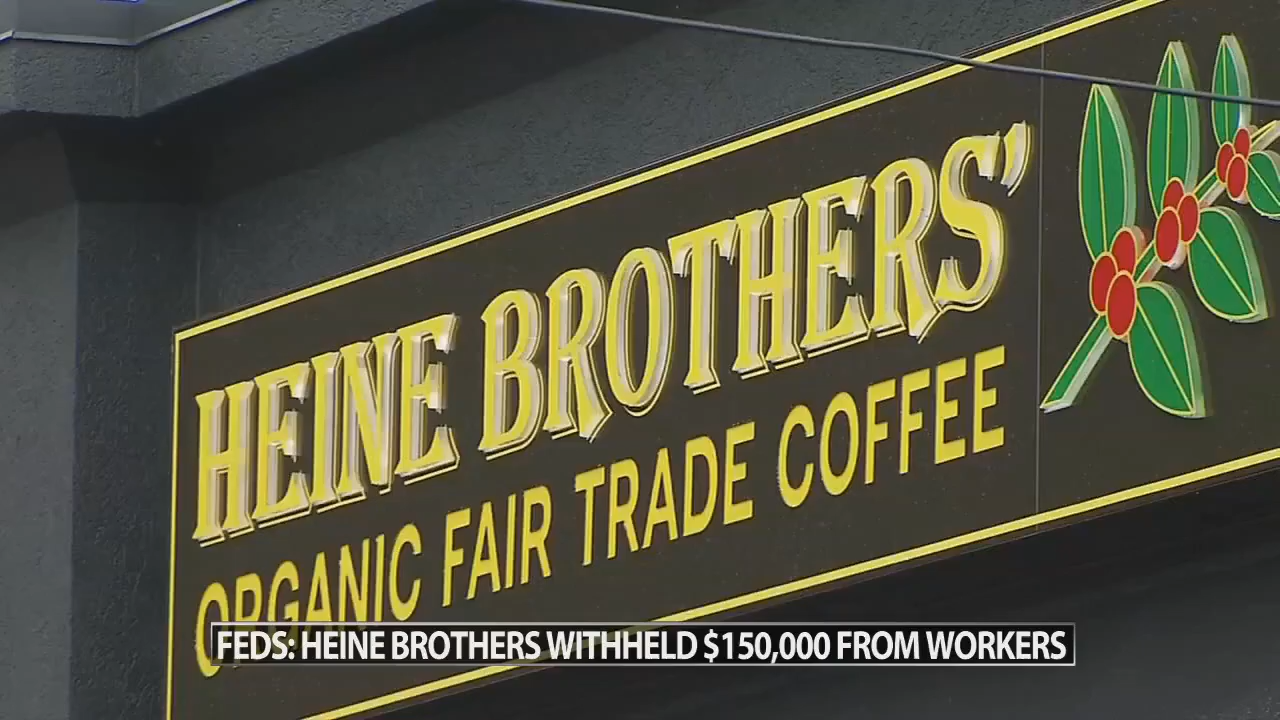 HEINE BROTHERS'
ORGANIC FAIR TRADE COFFEE
FEDS: HEINE BROTHERS WITHHELD $150,000 FROM WORKERS